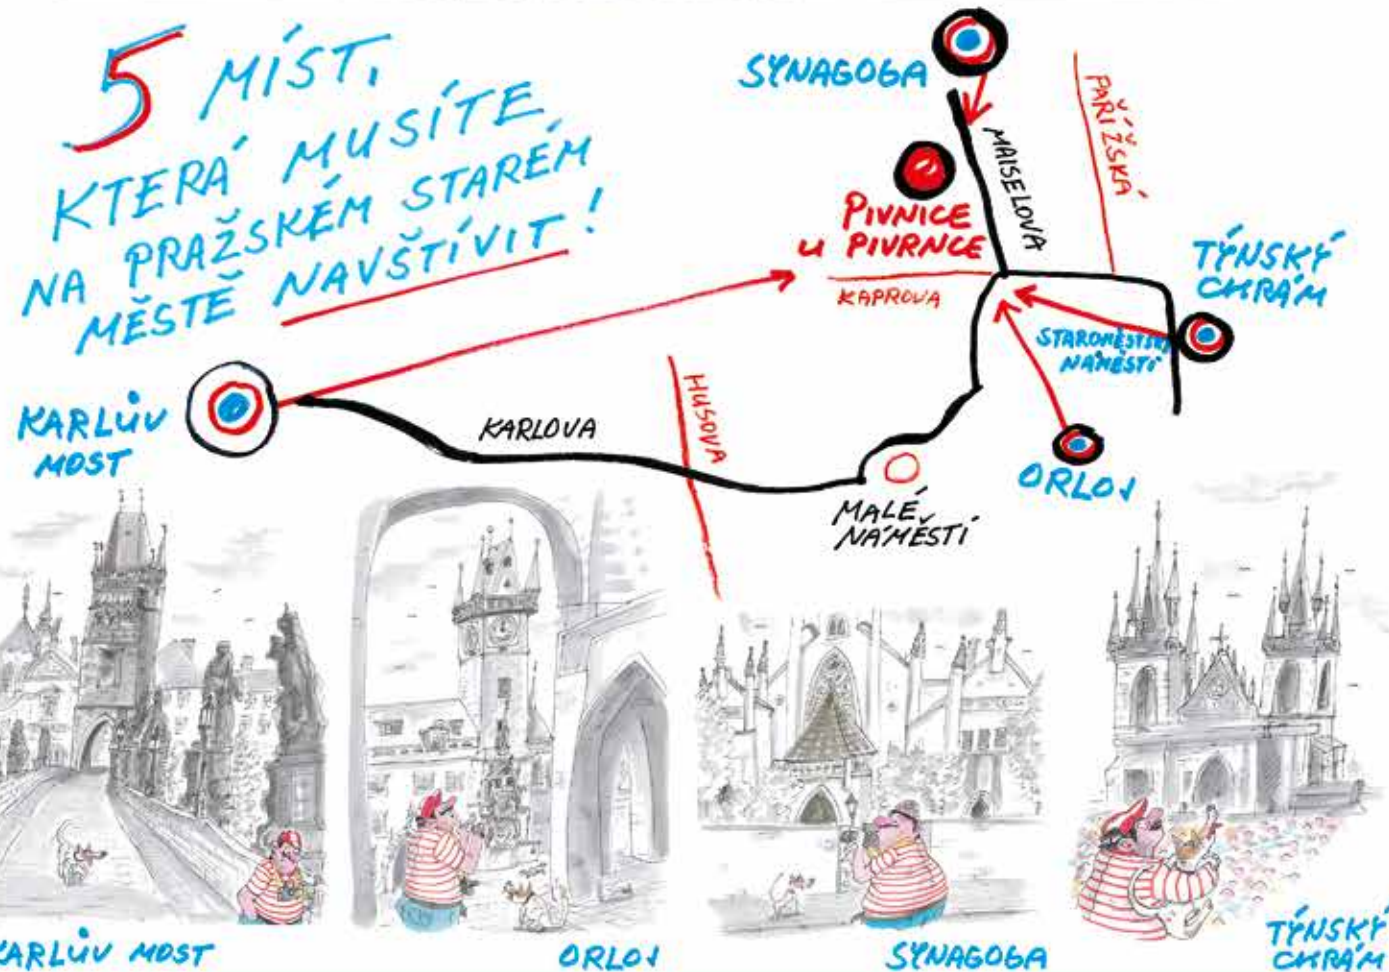 5 MÍST,
KTERÁ MUSÍTE
NA PRAŽSKÉM STARÉM
MĚSTĚ NAVŠTÍVIT!
SYNAGOGA
PAŘÍŽSKÁ
MAISELOVA
PIVNICE
U PIVRNCE
KAPROVA
TÝNSKÝ
CHRÁM
STAROMĚSTSKÉ
NÁMĚSTÍ
KARLŮV
MOST
KARLOVA
HUSOVA
ORLOJ
MALÉ
NÁMĚSTÍ
KARLŮV MOST
ORLOJ
SYNAGOGA
TÝNSKÝ
CHRÁM